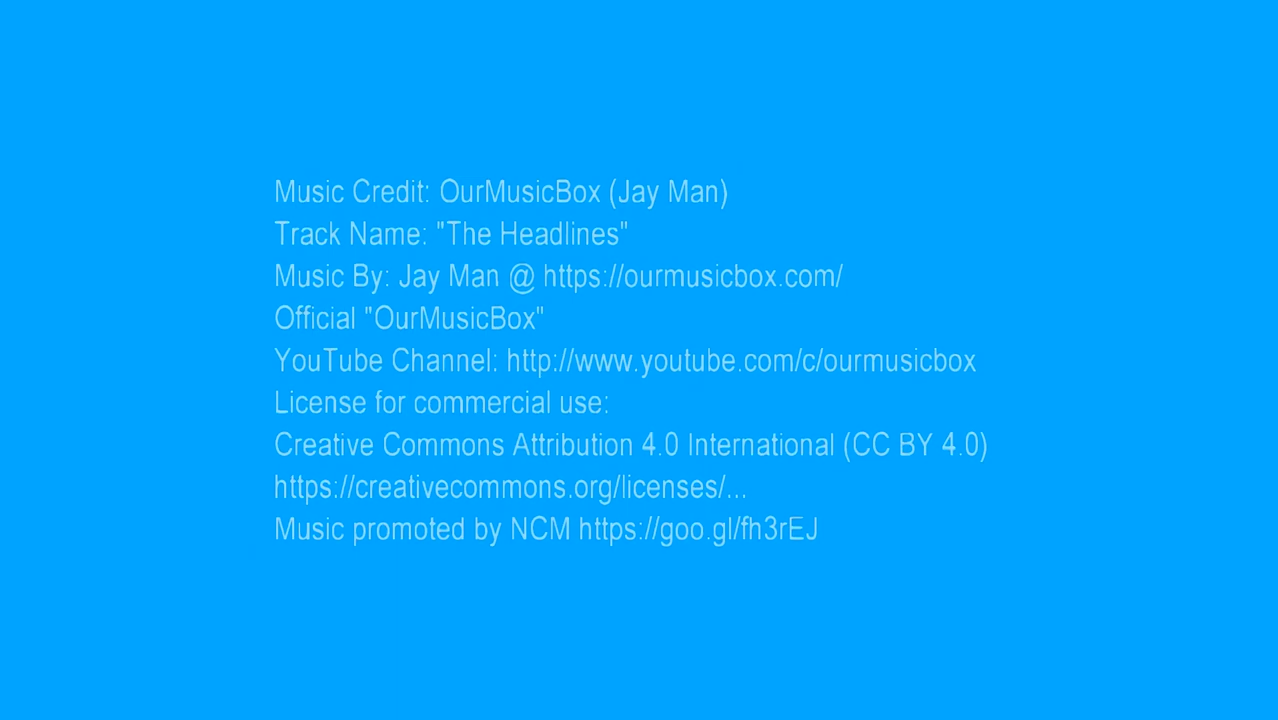 Music Credit: OurMusicBox (Jay Man)
Track Name: "The Headlines"
Music By: Jay Man @ https://ourmusicbox.com/
Official "OurMusicBox"
YouTube Channel: http://www.youtube.com/c/ourmusicbox
License for commercial use:
Creative Commons Attribution 4.0 International (CC BY 4.0)
https://creativecommons.org/licenses/...
Music promoted by NCM https://goo.gl/fh3rEJ